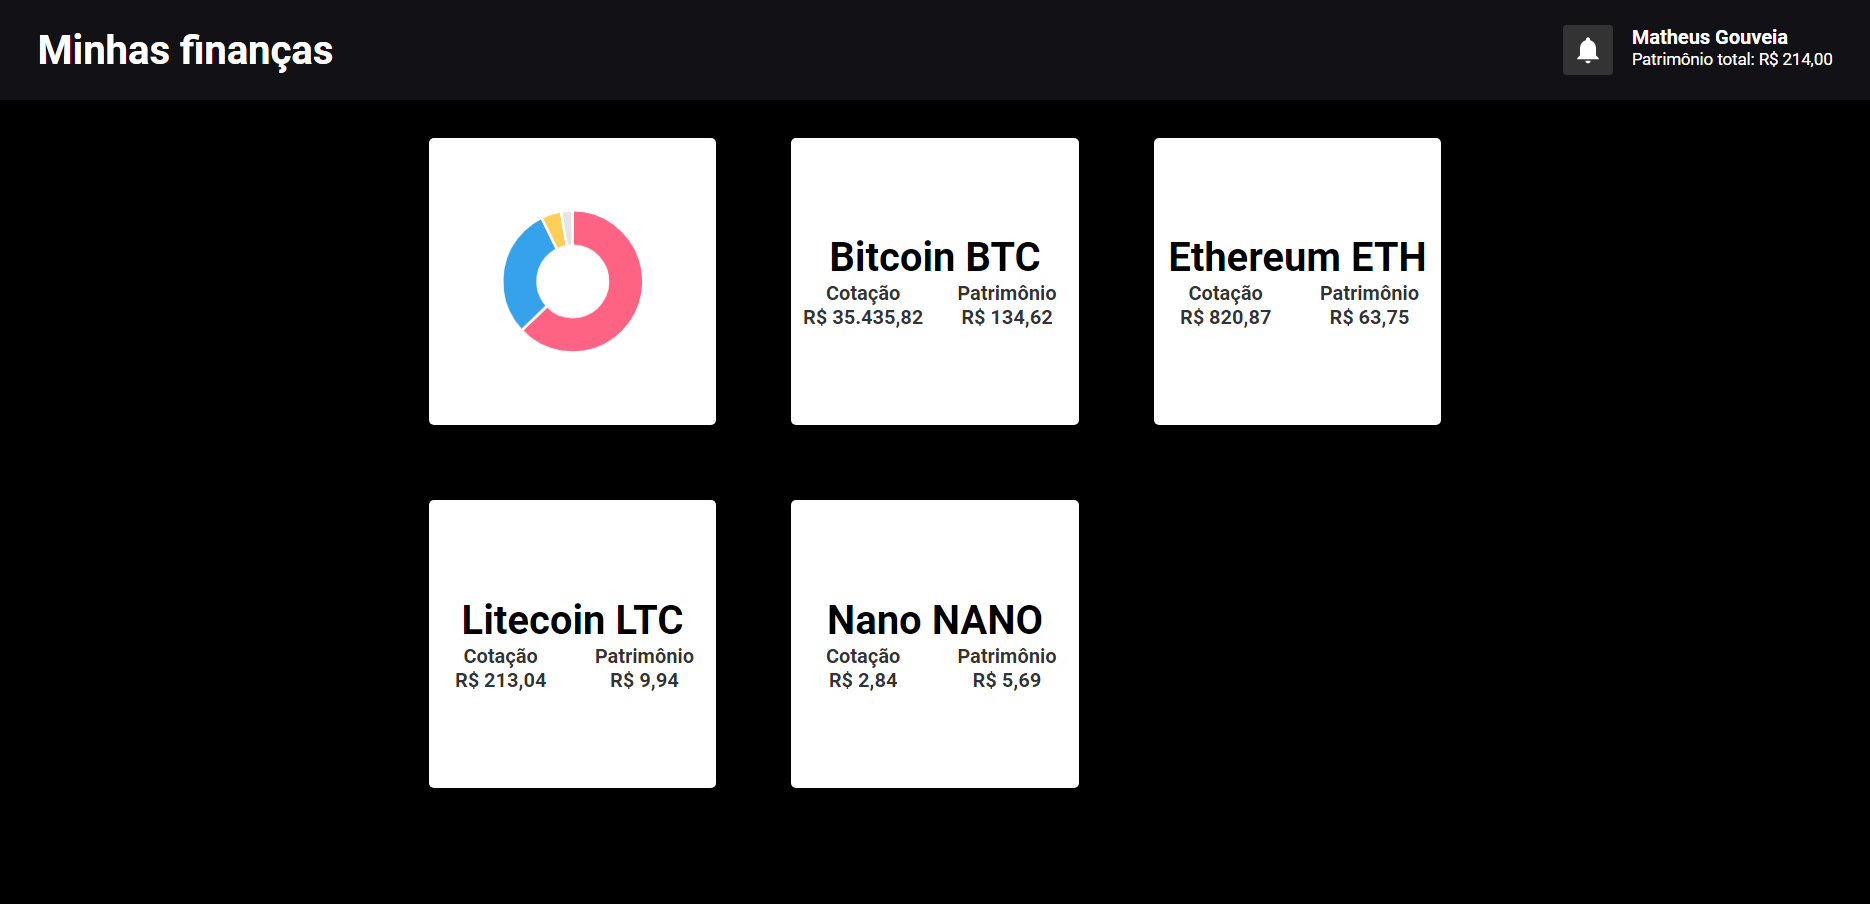 Minhas finanças
Matheus Gouveia
Patrimônio total: R$ 214,00
Bitcoin BTC
Cotação Patrimônio
R$ 35.435,82 R$ 134,62
Ethereum ETH
Cotação Patrimônio
R$ 820,87 R$ 63,75
Litecoin LTC
Cotação Patrimônio
R$ 213,04 R$ 9,94
Nano NANO
Cotação Patrimônio
R$ 2,84 R$ 5,69